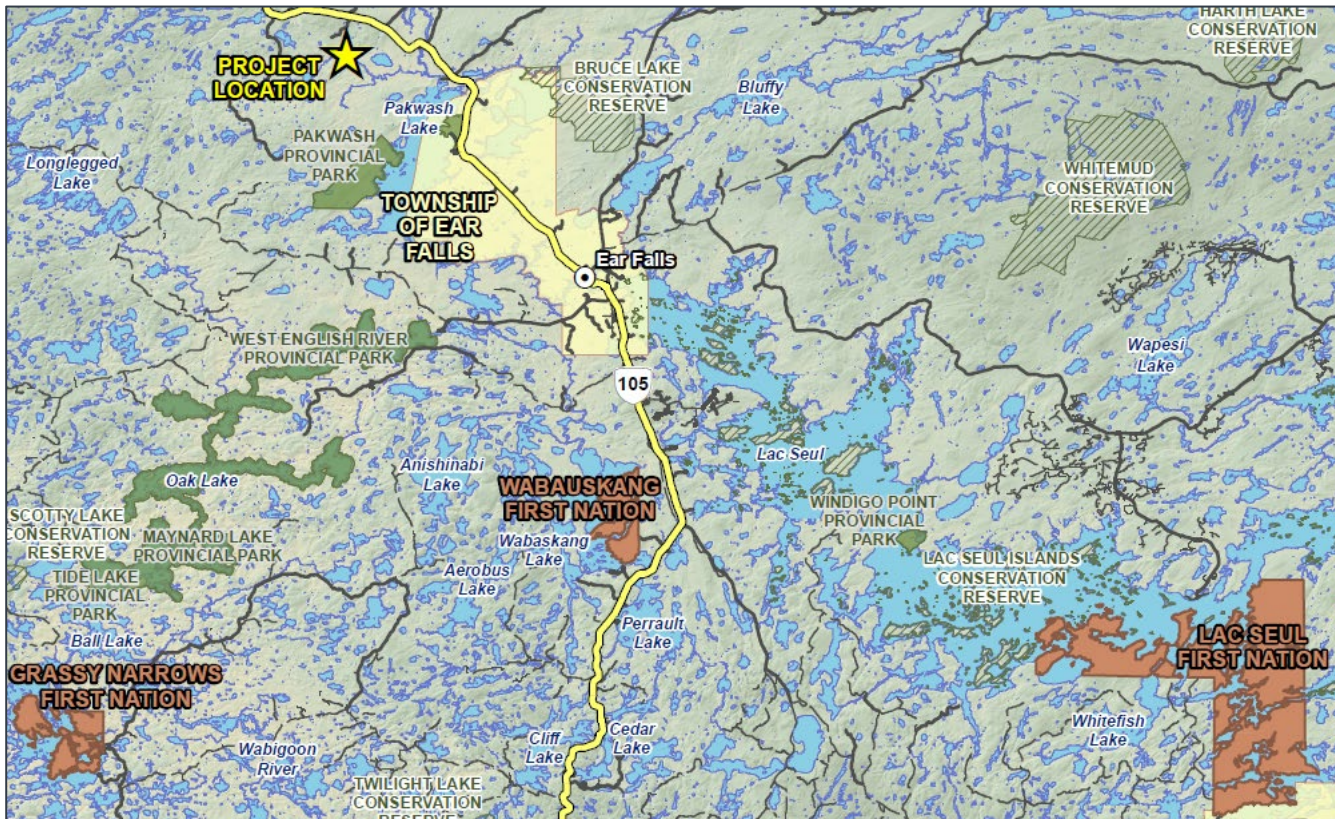 HARTH LAKE
CONSERVATION
RESERVE
PROJECT
LOCATION
BRUCE LAKE
CONSERVATION
RESERVE
Bluffy
Lake
Pakwash
Lake
PAKWASH
PROVINCIAL
PARK
Longlegged
Lake
WHITEMUD
CONSERVATION
RESERVE
TOWNSHIP
OF EAR
FALLS
Ear Falls
WEST ENGLISH RIVER
PROVINCIAL PARK
Wapesi
Lake
105
Lac Seul
Anishinabi
Lake
Oak Lake
WABAUSKANG
FIRST NATION
WINDIGO POINT
PROVINCIAL
PARK
SCOTTY LAKE
CONSERVATION
RESERVE
MAYNARD LAKE
PROVINCIAL PARK
Wabaskang
Lake
LAC SEUL ISLANDS
CONSERVATION
RESERVE
TIDE LAKE
PROVINCIAL
PARK
Aerobus
Lake
Ball Lake
Perrault
Lake
LAC SEUL
FIRST NATION
GRASSY NARROWS
FIRST NATION
Whitefish
Lake
Wabigoon
River
Cliff
Lake
Cedar
Lake
TWILIGHT LAKE
CONSERVATION
RESERVE